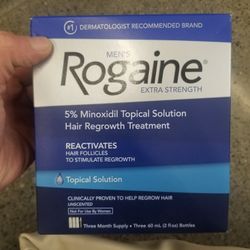 #1 DERMATOLOGIST RECOMMENDED BRAND
MEN'S
Rogaine®
EXTRA STRENGTH
5% Minoxidil Topical Solution
Hair Regrowth Treatment
REACTIVATES
HAIR FOLLICLES
TO STIMULATE REGROWTH
Topical Solution
CLINICALLY PROVEN TO HELP REGROW HAIR
UNSCENTED
Not For Use By Women
Three Month Supply • Three 60 mL (2 fl oz) Bottles